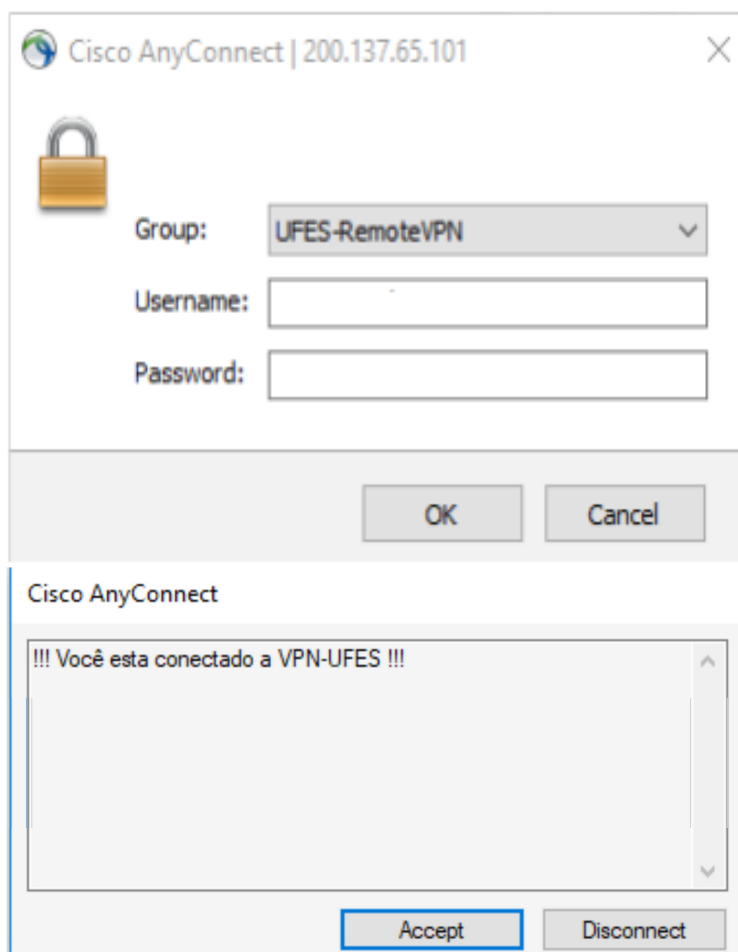 Cisco AnyConnect | 200.137.65.101
Group: UFES-RemoteVPN
Username:
Password:
OK Cancel
Cisco AnyConnect
!!! Você esta conectado a VPN-UFES !!!
Accept Disconnect